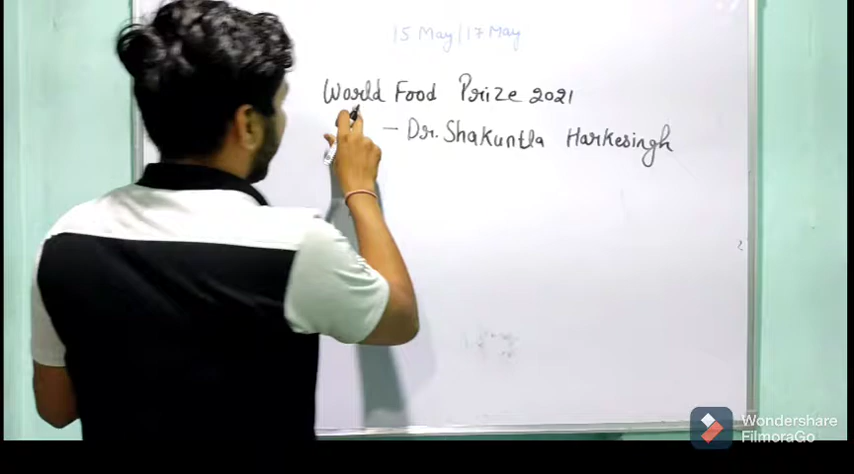 15 May/17 May
World Food Prize 2021
- Dr. Shakuntla Harkesingh
Wondershare
FilmoraGo